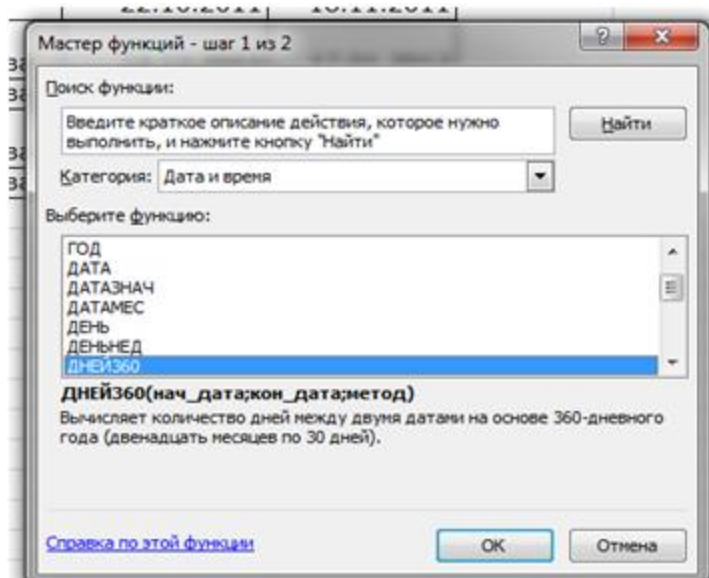 Мастер функций - шаг 1 из 2
Поиск функции:
Введите краткое описание действия, которое нужно
выполнить, и нажмите кнопку "Найти"
Найти
Категория: Дата и время
Выберите функцию:
ГОД
ДАТА
ДАТАЗНАЧ
ДАТАМЕС
ДЕНЬ
ДЕНЬНЕД
ДНЕЙ360
ДНЕЙ360(нач_дата;кон_дата;метод)
Вычисляет количество дней между двумя датами на основе 360-дневного
года (двенадцать месяцев по 30 дней).
Справка по этой функции
ОК
Отмена